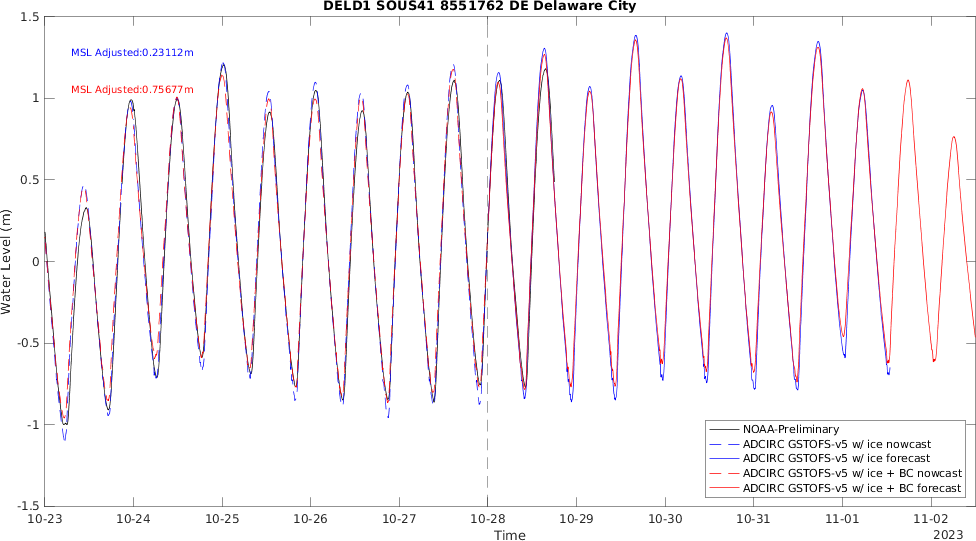 DELD1 SOUS41 8551762 DE Delaware City
MSL Adjusted:0.23112m
MSL Adjusted:0.75677m
Water Level (m)
1.5
1
0.5
0
-0.5
-1
-1.5
NOAA-Preliminary
ADCIRC GSTOFS-v5 w/ ice nowcast
ADCIRC GSTOFS-v5 w/ ice forecast
ADCIRC GSTOFS-v5 w/ ice + BC nowcast
ADCIRC GSTOFS-v5 w/ ice + BC forecast
10-23 10-24 10-25 10-26 10-27 10-28 10-29 10-30 10-31 11-01 11-02
Time
2023